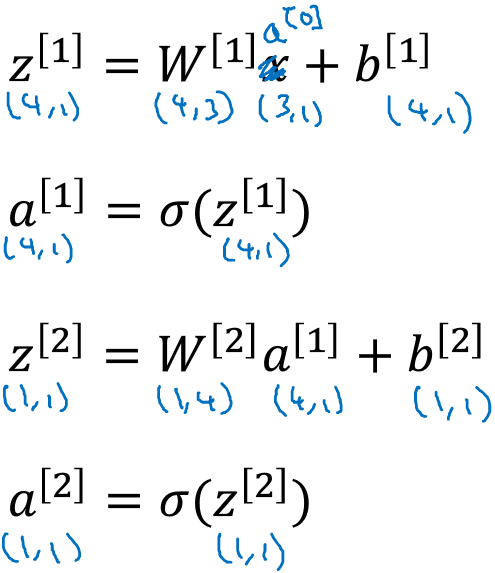 a^[0]
z^[1] = W^[1]x + b^[1]
(4,1) (4,3) (3,1) (4,1)
a^[1] = σ(z^[1])
(4,1) (4,1)
z^[2] = W^[2]a^[1] + b^[2]
(1,1) (1,4) (4,1) (1,1)
a^[2] = σ(z^[2])
(1,1) (1,1)